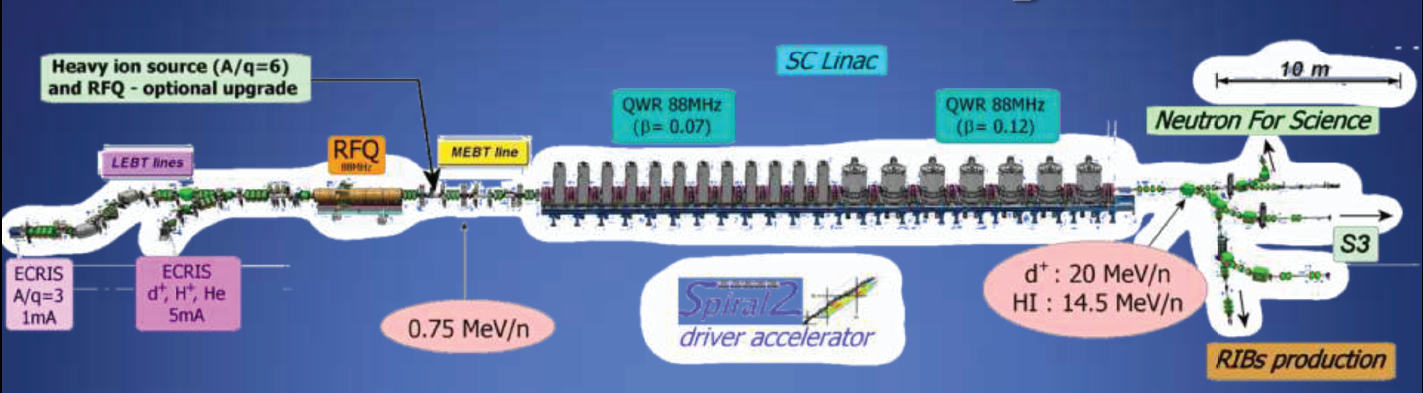 SC Linac
10 m
Heavy ion source (A/q=6)
and RFQ - optional upgrade
QWR 88MHz
(β= 0.07)
QWR 88MHz
(β= 0.12)
Neutron For Science
LEBT lines
RFQ
88MHz
MEBT line
S3
ECRIS
A/q=3
1mA
ECRIS
d+, H+, He
5mA
0.75 MeV/n
d+ : 20 MeV/n
HI : 14.5 MeV/n
Spiral2
driver accelerator
RIBs production